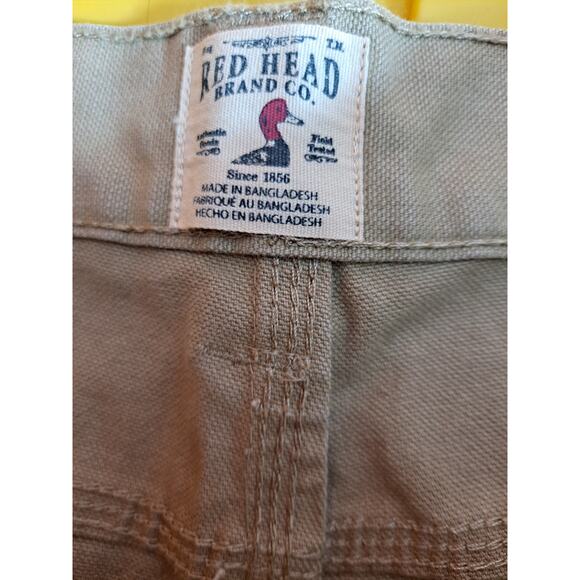 RED HEAD
BRAND CO.
Authentic Goods
Field Tested
Since 1856
MADE IN BANGLADESH
FABRIQUÉ AU BANGLADESH
HECHO EN BANGLADESH